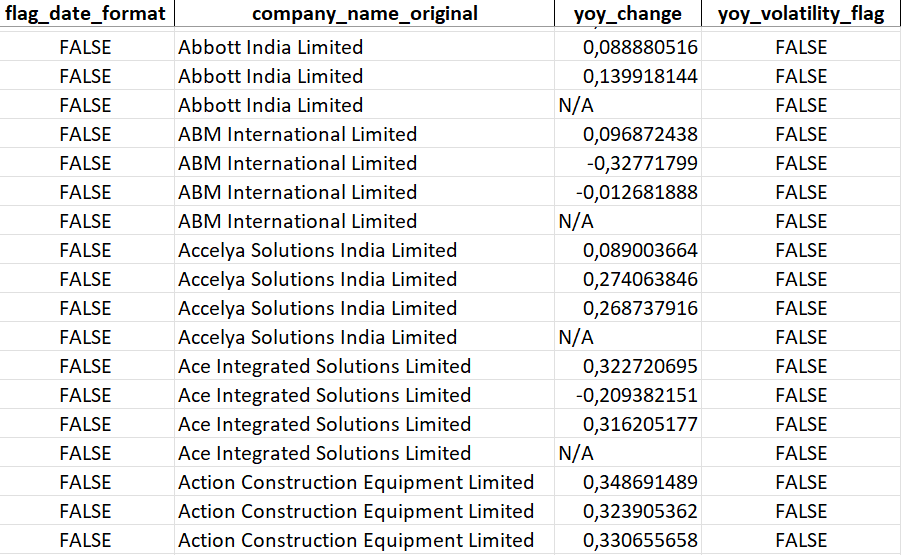 flag_date_format company_name_original yoy_change yoy_volatility_flag
FALSE Abbott India Limited 0,088880516 FALSE
FALSE Abbott India Limited 0,139918144 FALSE
FALSE Abbott India Limited N/A FALSE
FALSE ABM International Limited 0,096872438 FALSE
FALSE ABM International Limited -0,32771799 FALSE
FALSE ABM International Limited -0,012681888 FALSE
FALSE ABM International Limited N/A FALSE
FALSE Accelya Solutions India Limited 0,089003664 FALSE
FALSE Accelya Solutions India Limited 0,274063846 FALSE
FALSE Accelya Solutions India Limited 0,268737916 FALSE
FALSE Accelya Solutions India Limited N/A FALSE
FALSE Ace Integrated Solutions Limited 0,322720695 FALSE
FALSE Ace Integrated Solutions Limited -0,209382151 FALSE
FALSE Ace Integrated Solutions Limited 0,316205177 FALSE
FALSE Ace Integrated Solutions Limited N/A FALSE
FALSE Action Construction Equipment Limited 0,348691489 FALSE
FALSE Action Construction Equipment Limited 0,323905362 FALSE
FALSE Action Construction Equipment Limited 0,330655658 FALSE